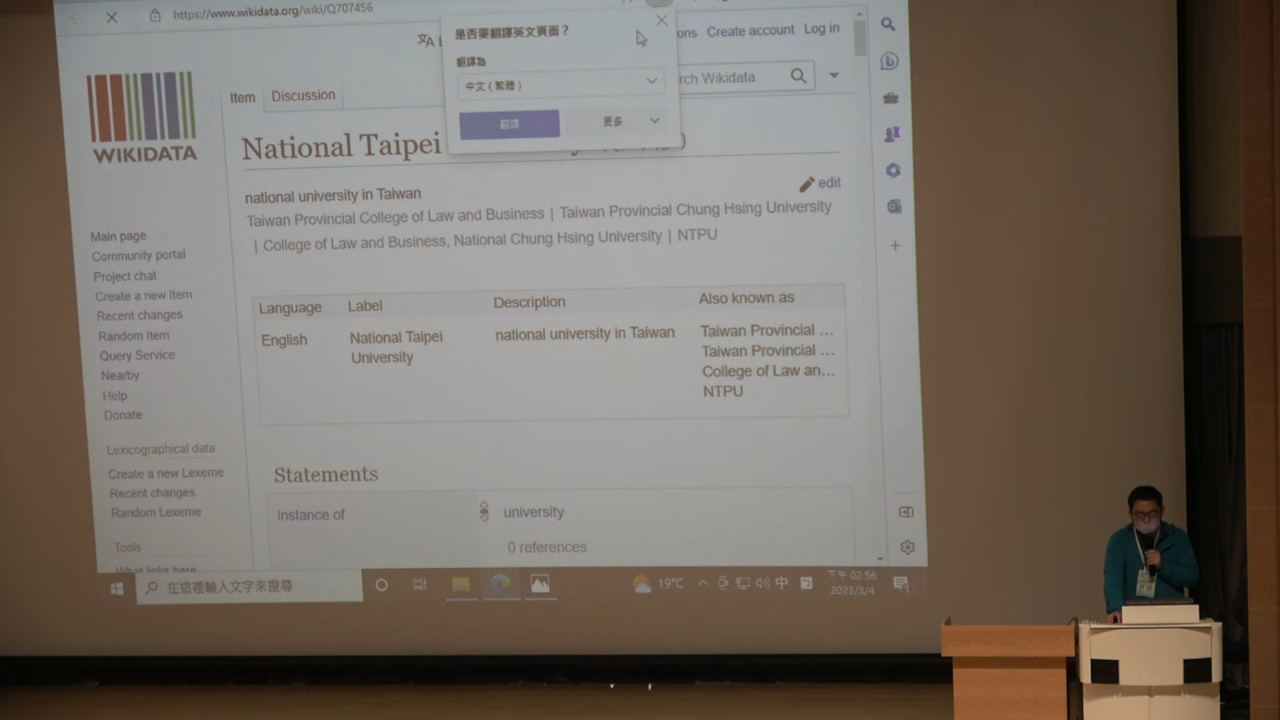 https://www.wikidata.org/wiki/Q707456
是否要翻譯英文頁面？
翻譯為
中文（繁體）
翻譯
更多
ons Create account Log in
rch Wikidata
WIKIDATA
Item Discussion
National Taipei
national university in Taiwan
edit
Taiwan Provincial College of Law and Business | Taiwan Provincial Chung Hsing University
| College of Law and Business, National Chung Hsing University | NTPU
Main page
Community portal
Project chat
Create a new Item
Recent changes
Random Item
Query Service
Nearby
Help
Donate
Lexicographical data
Create a new Lexeme
Recent changes
Random Lexeme
Tools
What links here
Language Label Description Also known as
English National Taipei University national university in Taiwan Taiwan Provincial ...
Taiwan Provincial ...
College of Law an...
NTPU
Statements
instance of university
0 references
在這裡輸入文字來搜尋
19°C 中 下午 02:56
2023/3/4